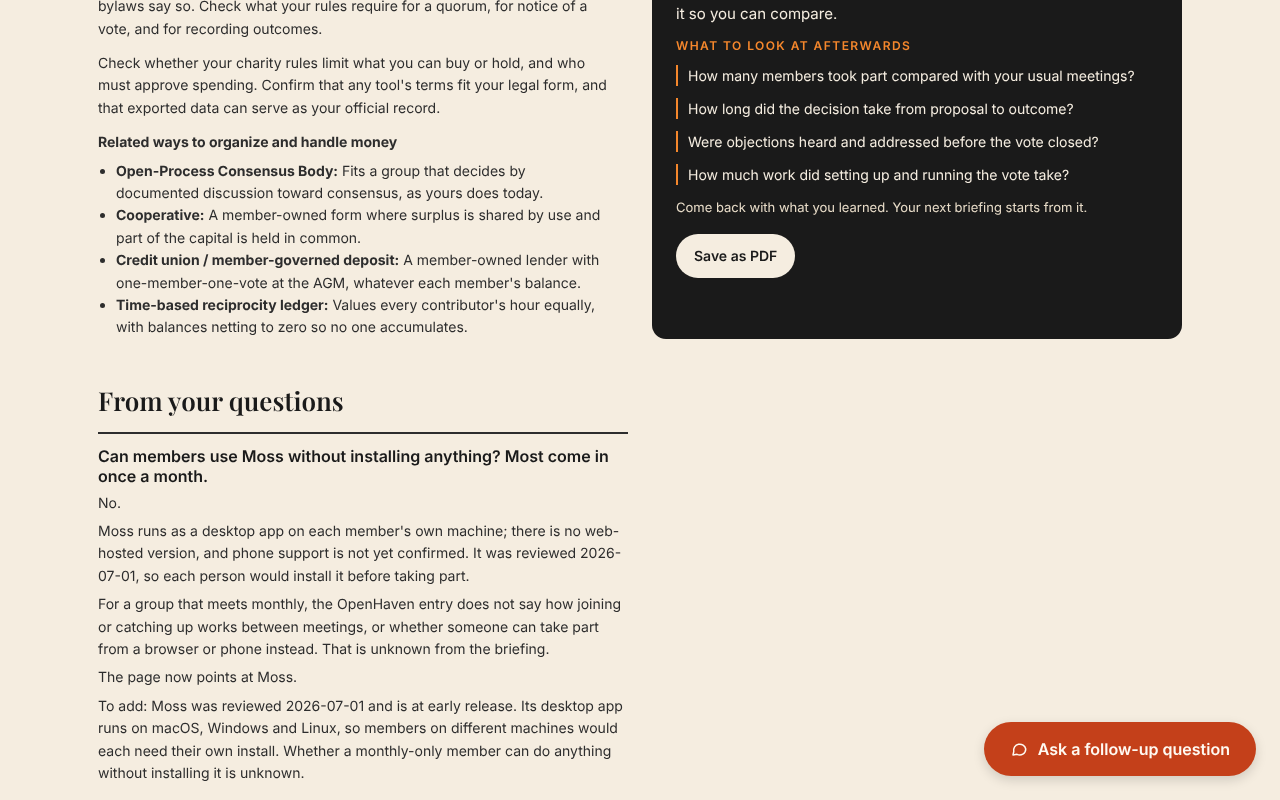 bylaws say so. Check what your rules require for a quorum, for notice of a
vote, and for recording outcomes.
Check whether your charity rules limit what you can buy or hold, and who
must approve spending. Confirm that any tool's terms fit your legal form, and
that exported data can serve as your official record.
Related ways to organize and handle money
• Open-Process Consensus Body: Fits a group that decides by
documented discussion toward consensus, as yours does today.
• Cooperative: A member-owned form where surplus is shared by use and
part of the capital is held in common.
• Credit union / member-governed deposit: A member-owned lender with
one-member-one-vote at the AGM, whatever each member's balance.
• Time-based reciprocity ledger: Values every contributor's hour equally,
with balances netting to zero so no one accumulates.
it so you can compare.
WHAT TO LOOK AT AFTERWARDS
How many members took part compared with your usual meetings?
How long did the decision take from proposal to outcome?
Were objections heard and addressed before the vote closed?
How much work did setting up and running the vote take?
Come back with what you learned. Your next briefing starts from it.
Save as PDF
From your questions
Can members use Moss without installing anything? Most come in
once a month.
No.
Moss runs as a desktop app on each member's own machine; there is no web-
hosted version, and phone support is not yet confirmed. It was reviewed 2026-
07-01, so each person would install it before taking part.
For a group that meets monthly, the OpenHaven entry does not say how joining
or catching up works between meetings, or whether someone can take part
from a browser or phone instead. That is unknown from the briefing.
The page now points at Moss.
To add: Moss was reviewed 2026-07-01 and is at early release. Its desktop app
runs on macOS, Windows and Linux, so members on different machines would
each need their own install. Whether a monthly-only member can do anything
without installing it is unknown.
Ask a follow-up question